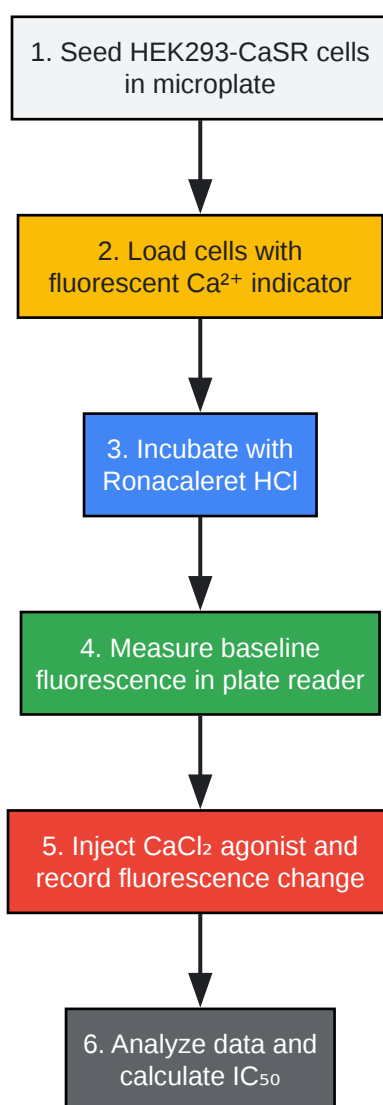 1. Seed HEK293-CaSR cells
in microplate
2. Load cells with
fluorescent Ca²⁺ indicator
3. Incubate with
Ronacaleret HCl
4. Measure baseline
fluorescence in plate reader
5. Inject CaCl₂ agonist and
record fluorescence change
6. Analyze data and
calculate IC₅₀